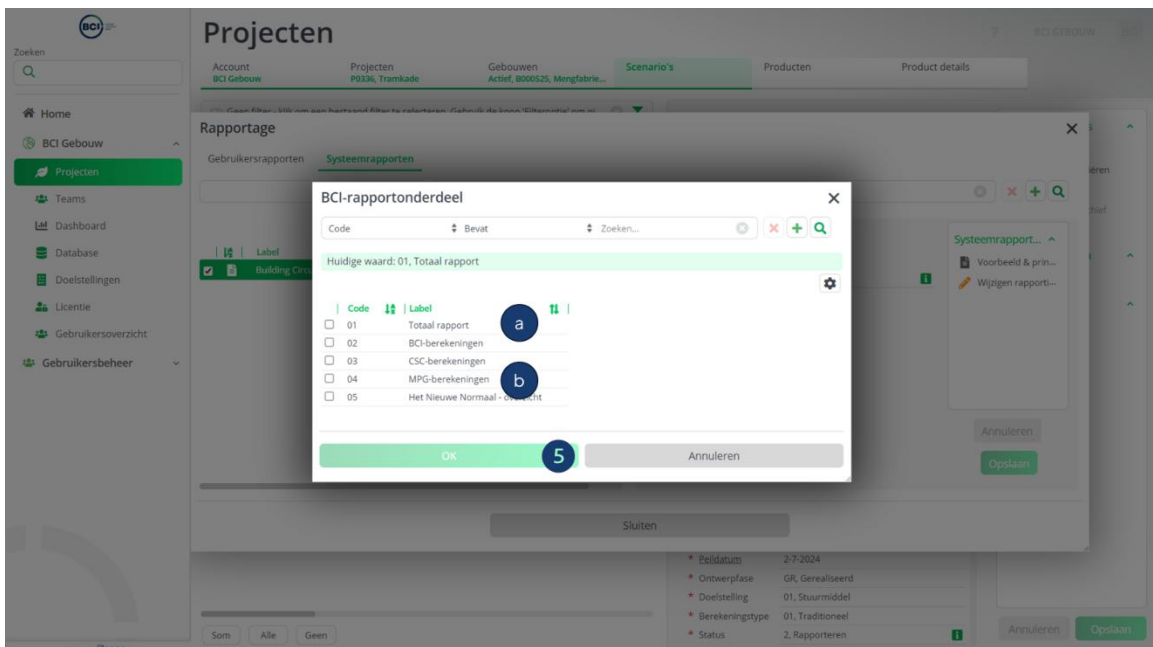 BCI
Projecten
? BCI GEBOUW
Zoeken
Account
BCI Gebouw
Projecten
P0336, Tramkade
Gebouwen
Actief, B000525, Mengfabrie...
Scenario's
Producten
Product details
Home
BCI Gebouw
Projecten
Teams
Dashboard
Database
Doelstellingen
Licentie
Gebruikersoverzicht
Gebruikersbeheer
Rapportage
Gebruikersrapporten
Systeemrapporten
Label
Building Circu
BCI-rapportonderdeel
Code
Bevat
Zoeken...
Huidige waard: 01, Totaal rapport
Code Label
01 Totaal rapport
a
02 BCI-berekeningen
03 CSC-berekeningen
04 MPG-berekeningen
b
05 Het Nieuwe Normaal - overzicht
OK
5
Annuleren
Systeemrapport...
Voorbeeld & prin...
Wijzigen rapporti...
Annuleren
Opslaan
Sluiten
* Peildatum 2-7-2024
* Ontwerpfase GR, Gerealiseerd
* Doelstelling 01, Stuurmiddel
* Berekeningstype 01, Traditioneel
* Status 2, Rapporteren
Som
Alle
Geen
Annuleren
Opslaan